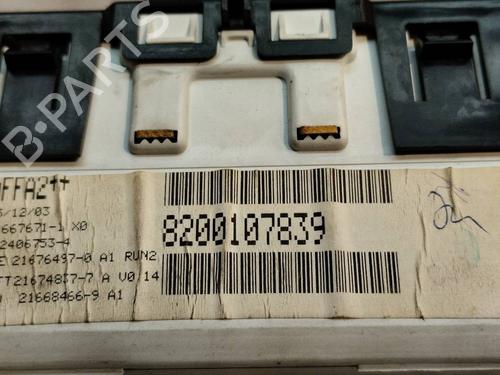 B-PARTS
FFA2**
/12/03
667671-1 X0
2406753-4
21676497-0 A1 RUN2
T21674837-7 A V0 14
21668466-9 A1
8200107839